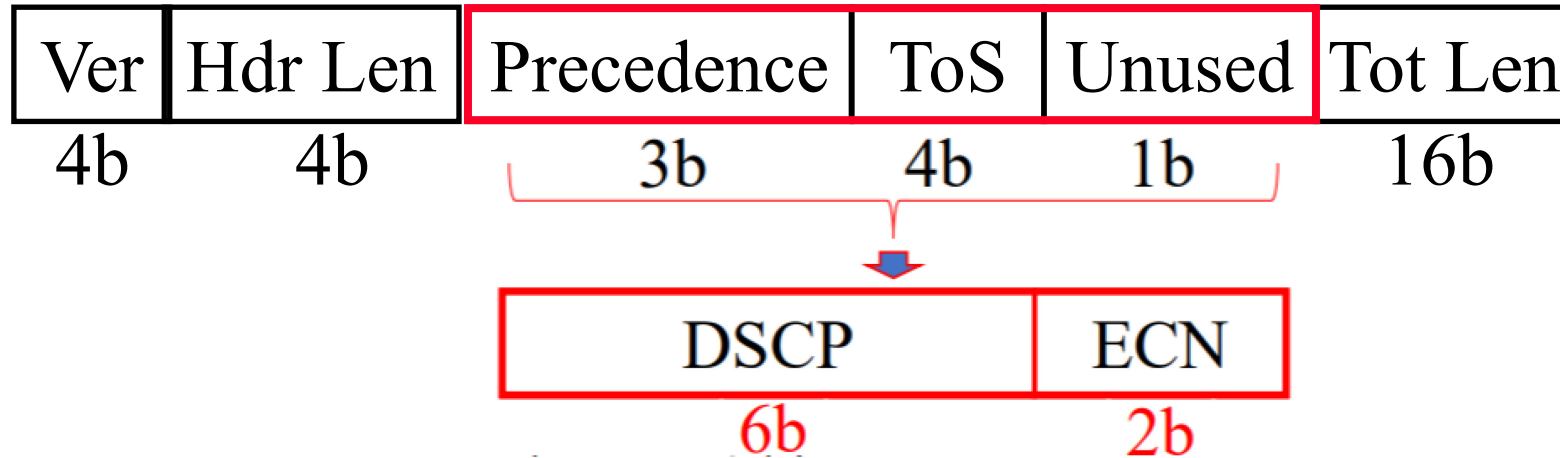 Ver Hdr Len Precedence ToS Unused Tot Len
4b 4b 3b 4b 1b 16b
DSCP ECN
6b 2b